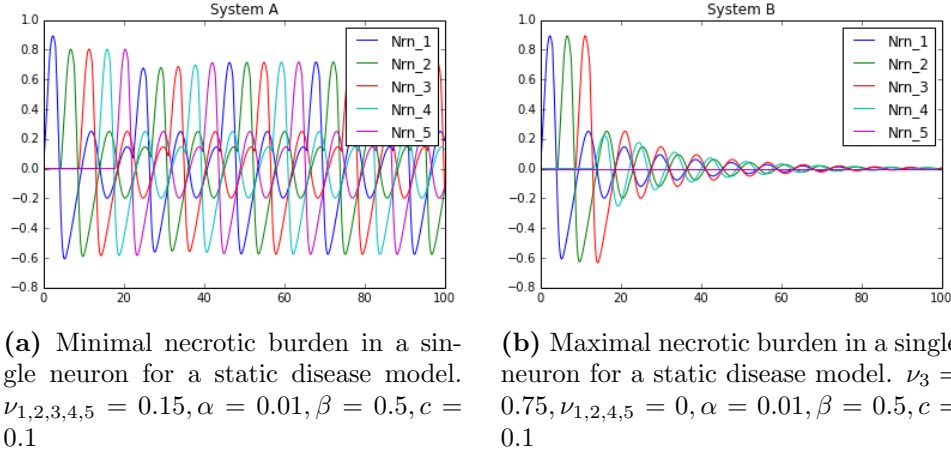 System A
1.0
0.8
0.6
0.4
0.2
0.0
−0.2
−0.4
−0.6
−0.8
0 20 40 60 80 100
Nrn_1
Nrn_2
Nrn_3
Nrn_4
Nrn_5
System B
1.0
0.8
0.6
0.4
0.2
0.0
−0.2
−0.4
−0.6
−0.8
0 20 40 60 80 100
Nrn_1
Nrn_2
Nrn_3
Nrn_4
Nrn_5
(a) Minimal necrotic burden in a sin-
gle neuron for a static disease model.
ν1,2,3,4,5 = 0.15, α = 0.01, β = 0.5, c =
0.1
(b) Maximal necrotic burden in a single
neuron for a static disease model. ν3 =
0.75, ν1,2,4,5 = 0, α = 0.01, β = 0.5, c =
0.1